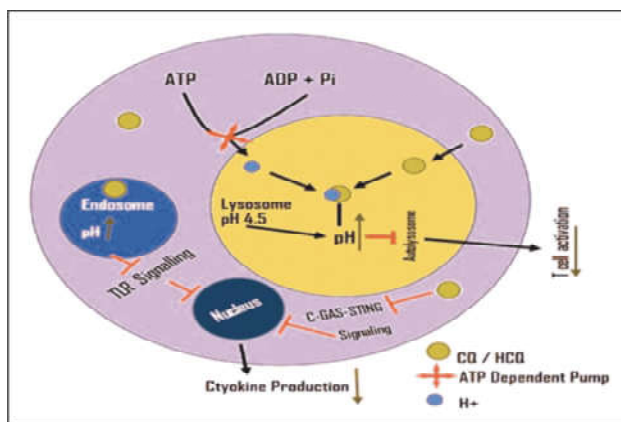 ATP
ADP + Pi
Endosome
pH
Lysosome
pH 4.5
pH
T cell activation
TLR Signalling
Nucleus
C-GAS-STING
Signaling
Ctyokine Production
CQ / HCQ
ATP Dependent Pump
H+